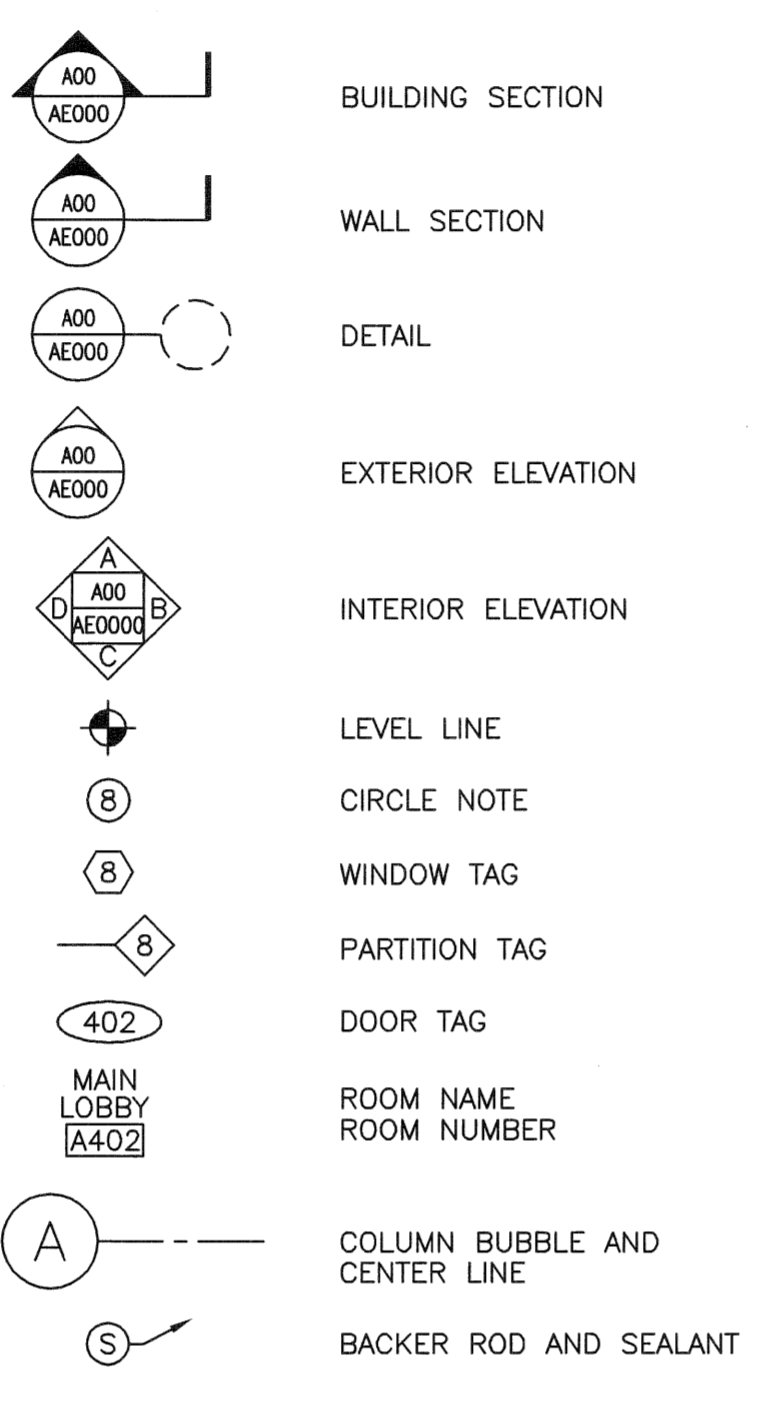 A00
AE000
BUILDING SECTION
A00
AE000
WALL SECTION
A00
AE000
DETAIL
A00
AE000
EXTERIOR ELEVATION
A
A00
D
B
AE0000
C
INTERIOR ELEVATION
LEVEL LINE
8
CIRCLE NOTE
8
WINDOW TAG
8
PARTITION TAG
402
DOOR TAG
MAIN
LOBBY
A402
ROOM NAME
ROOM NUMBER
A
COLUMN BUBBLE AND
CENTER LINE
S
BACKER ROD AND SEALANT